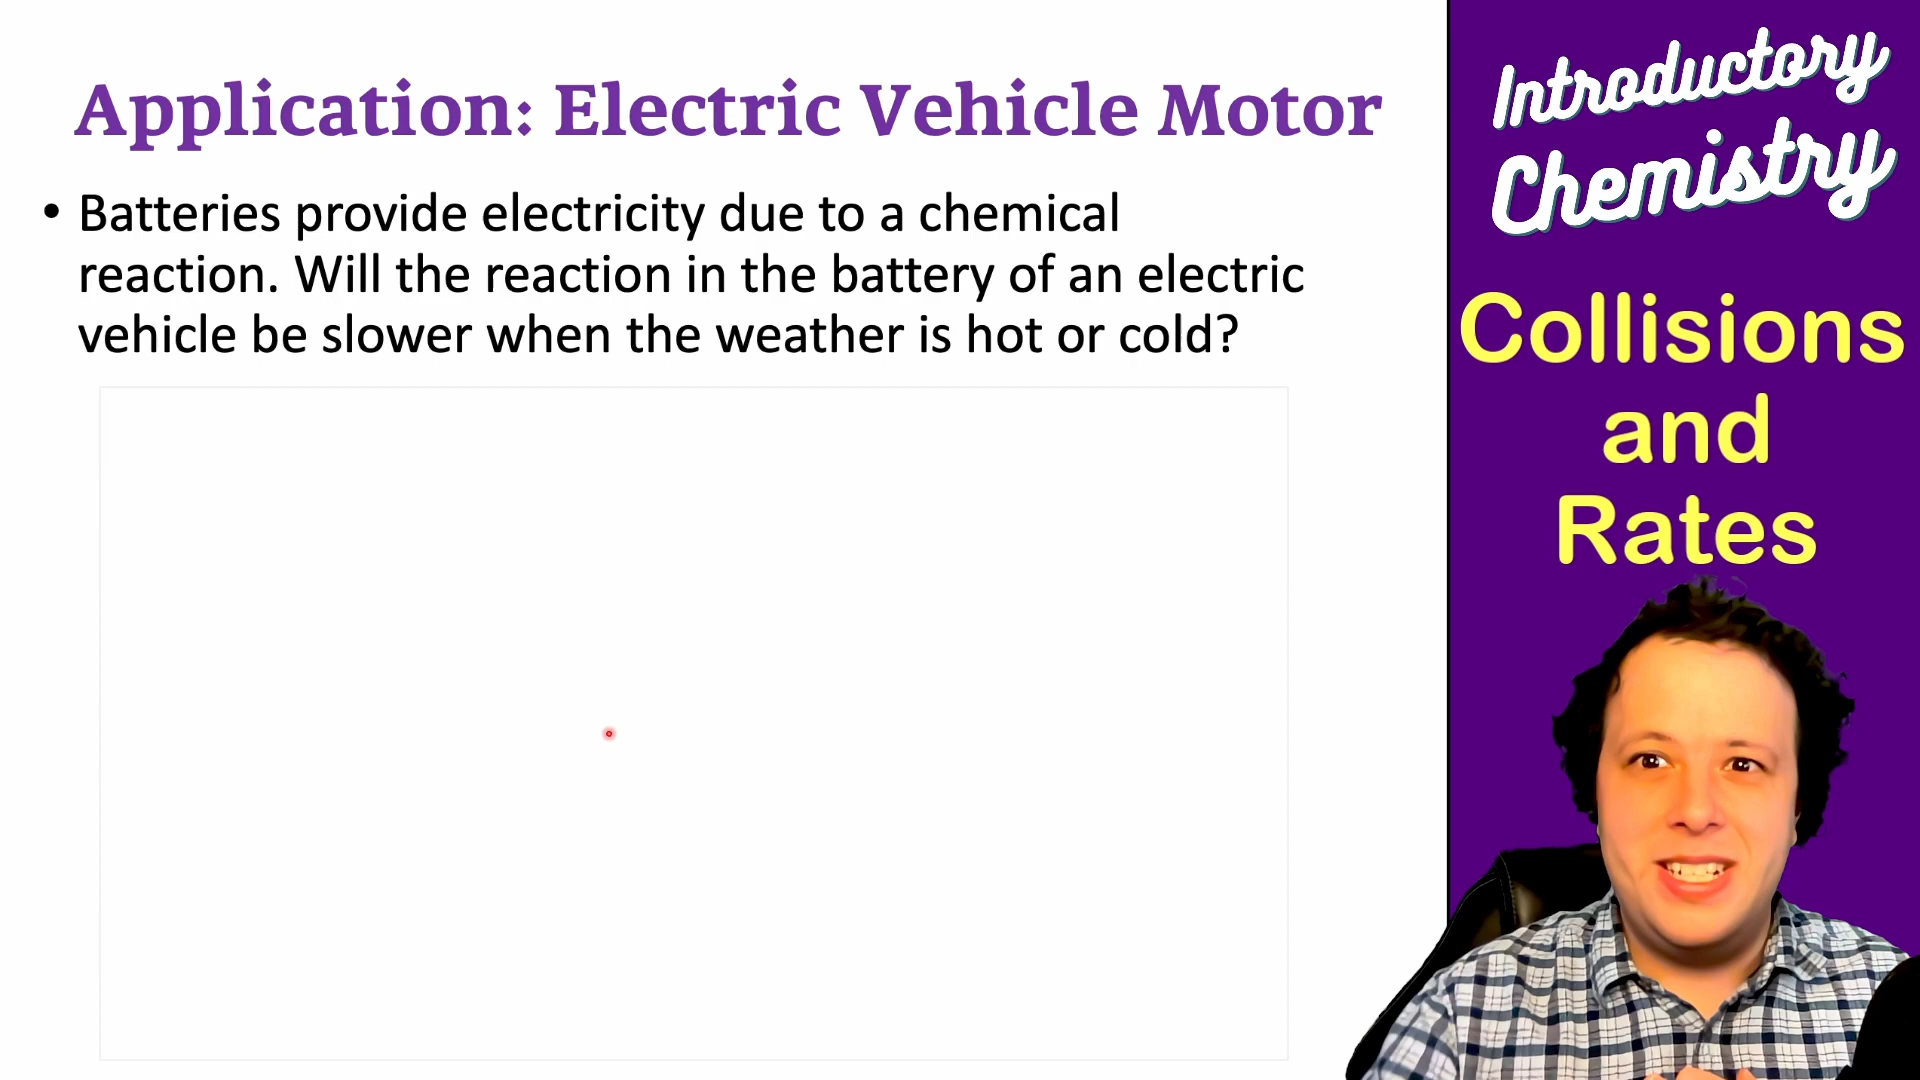 Application: Electric Vehicle Motor
• Batteries provide electricity due to a chemical
reaction. Will the reaction in the battery of an electric
vehicle be slower when the weather is hot or cold?
Introductory
Chemistry
Collisions
and
Rates